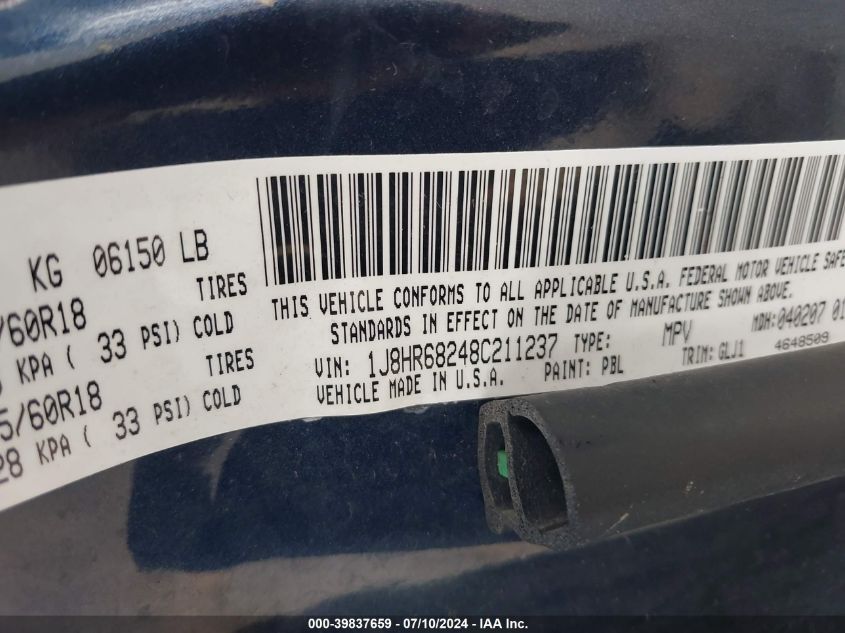 KG 06150 LB
/60R18 TIRES
KPA ( 33 PSI) COLD
5/60R18 TIRES
28 KPA ( 33 PSI) COLD
THIS VEHICLE CONFORMS TO ALL APPLICABLE U.S.A. FEDERAL MOTOR VEHICLE SAFE
STANDARDS IN EFFECT ON THE DATE OF MANUFACTURE SHOWN ABOVE.
VIN: 1J8HR68248C211237 TYPE: MPV MDH: 040207 01
VEHICLE MADE IN U.S.A. PAINT: PBL TRIM: GLJ1 4648509
000-39837659 - 07/10/2024 - IAA Inc.